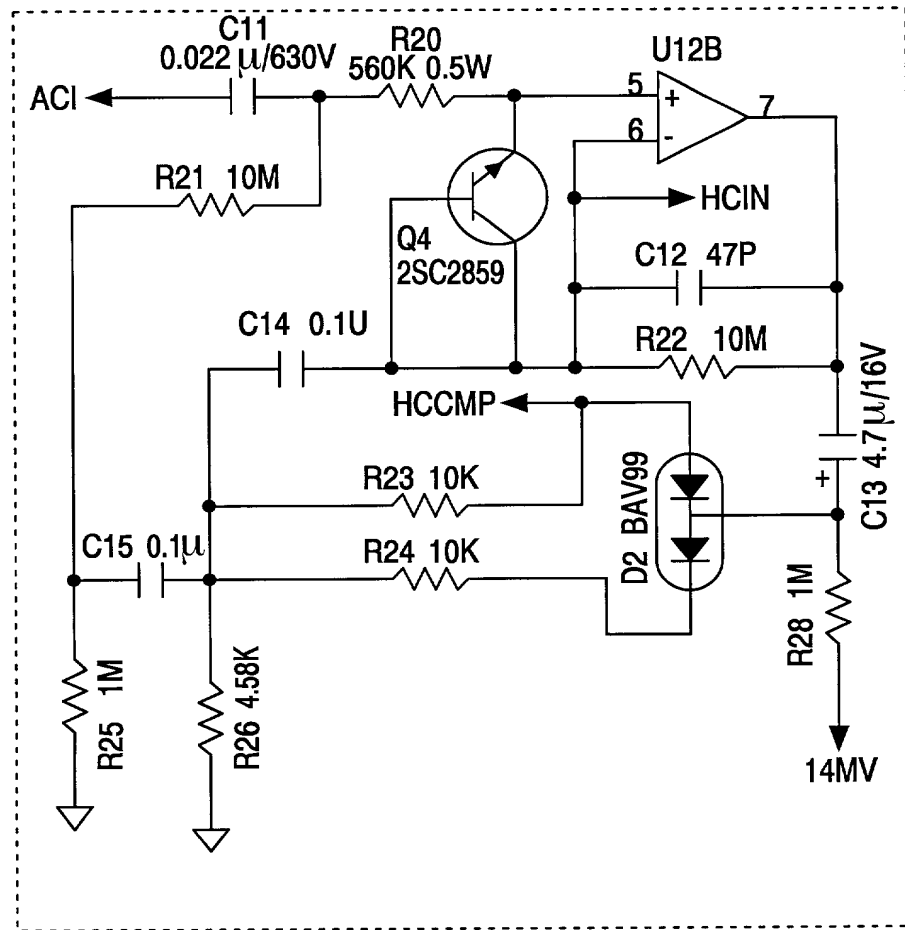 C11
0.022 µ/630V
R20
560K 0.5W
U12B
ACI
5
+
7
6
-
R21 10M
HCIN
Q4
2SC2859
C12 47P
C14 0.1U
R22 10M
HCCMP
C13 4.7µ/16V
+
R23 10K
D2 BAV99
C15 0.1µ
R24 10K
R28 1M
R25 1M
R26 4.58K
14MV